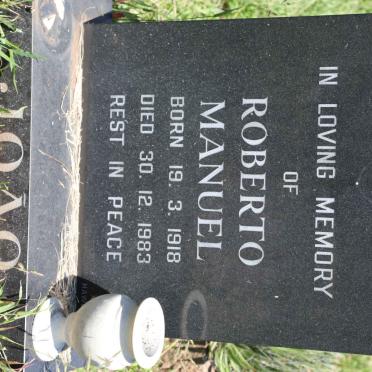 IN LOVING MEMORY
OF
ROBERTO
MANUEL
BORN 19. 3. 1918
DIED 30. 12. 1983
REST IN PEACE